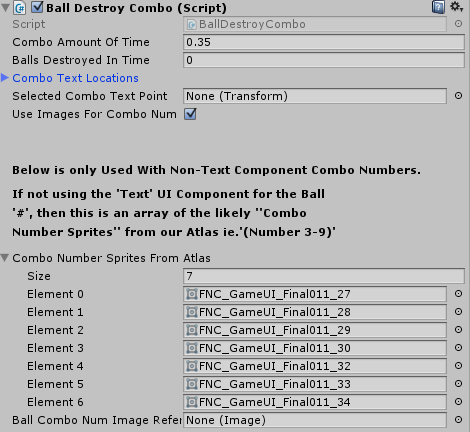 Ball Destroy Combo (Script)
Script BallDestroyCombo
Combo Amount Of Time 0.35
Balls Destroyed In Time 0
Combo Text Locations
Selected Combo Text Point None (Transform)
Use Images For Combo Num
Below is only Used With Non-Text Component Combo Numbers.
If not using the 'Text' UI Component for the Ball
'#', then this is an array of the likely "Combo
Number Sprites" from our Atlas ie.'(Number 3-9)'
Combo Number Sprites From Atlas
Size 7
Element 0 FNC_GameUI_Final011_27
Element 1 FNC_GameUI_Final011_28
Element 2 FNC_GameUI_Final011_29
Element 3 FNC_GameUI_Final011_30
Element 4 FNC_GameUI_Final011_32
Element 5 FNC_GameUI_Final011_33
Element 6 FNC_GameUI_Final011_34
Ball Combo Num Image Refer None (Image)